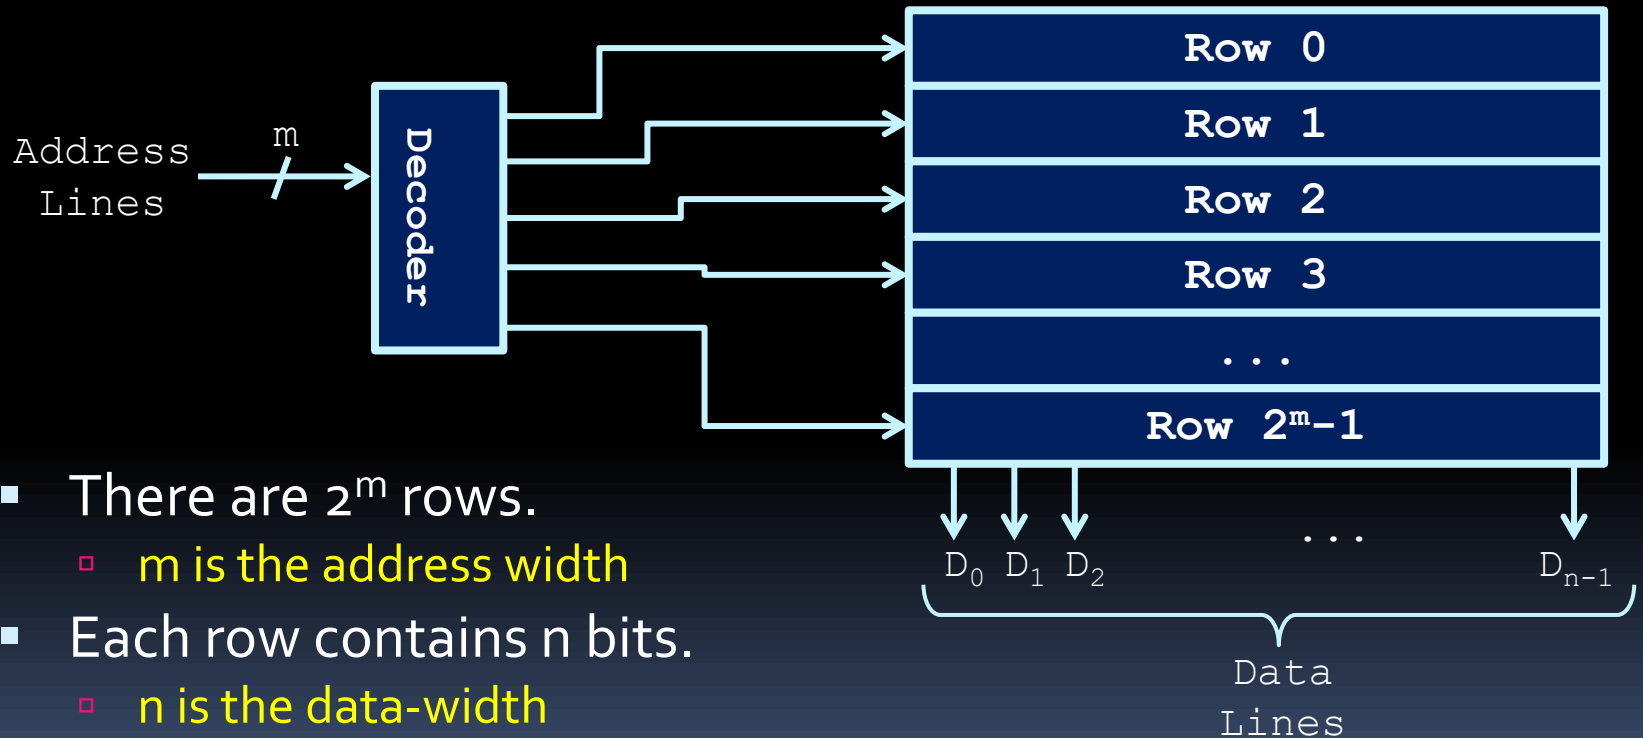 Row 0
Row 1
Row 2
Row 3
...
Row 2ᵐ-1
Address
Lines
m
Decoder
D₀ D₁ D₂ ... Dₙ₋₁
Data
Lines
▪ There are 2ᵐ rows.
▫ m is the address width
▪ Each row contains n bits.
▫ n is the data-width